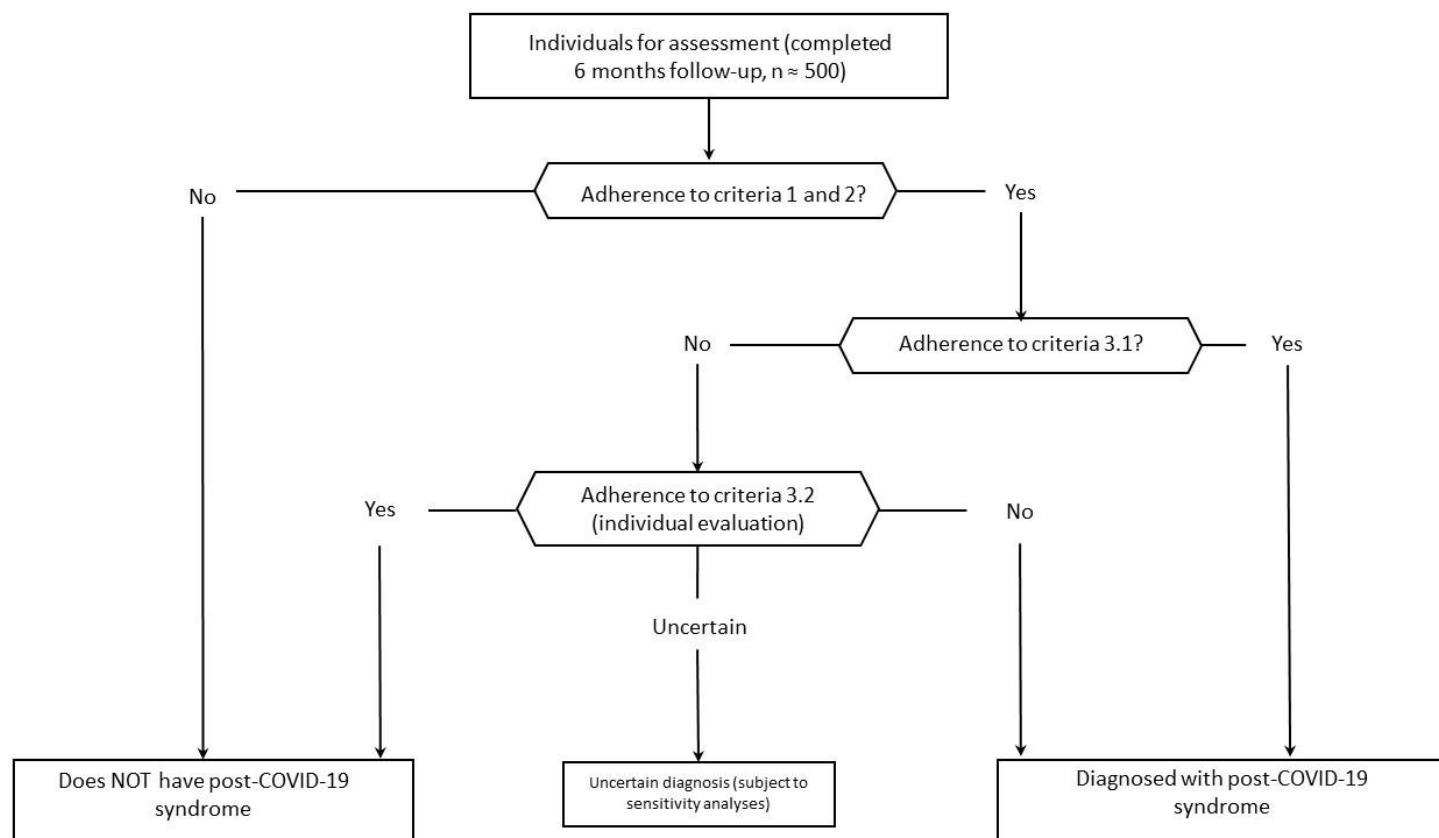 Individuals for assessment (completed
6 months follow-up, n ≈ 500)
No
Adherence to criteria 1 and 2?
Yes
No
Adherence to criteria 3.1?
Yes
Yes
Adherence to criteria 3.2
(individual evaluation)
No
Uncertain
Does NOT have post-COVID-19
syndrome
Uncertain diagnosis (subject to
sensitivity analyses)
Diagnosed with post-COVID-19
syndrome